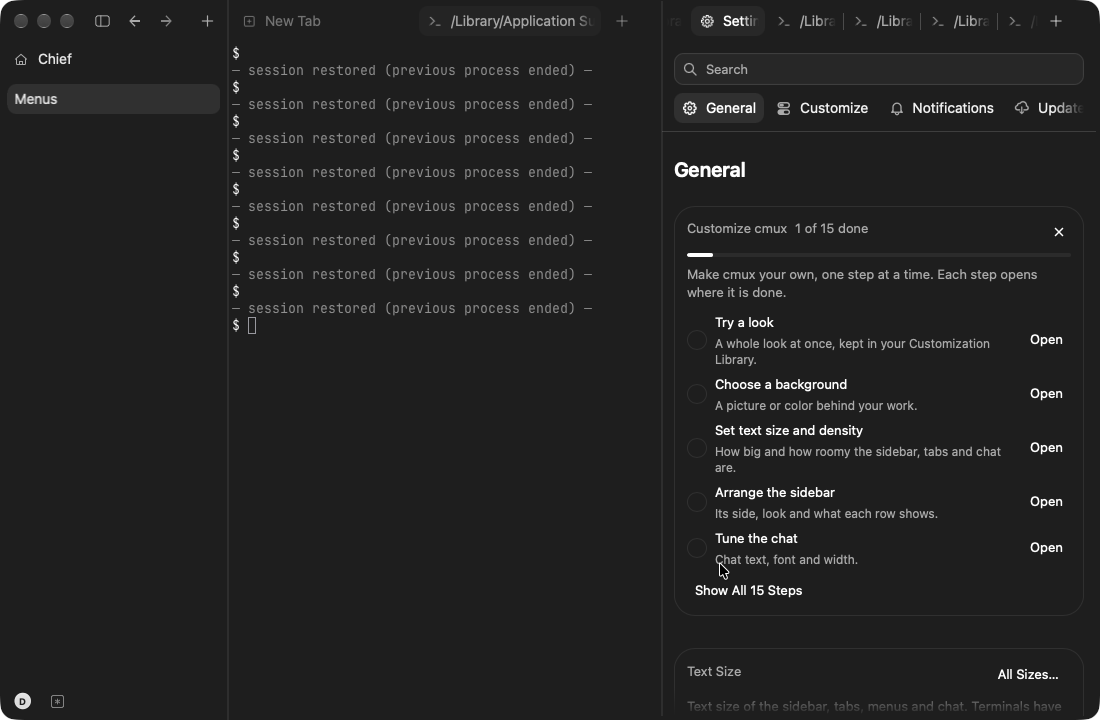 New Tab
/Library/Application Su
Settin
/Libra
/Libra
/Libra
Chief
Menus
$
— session restored (previous process ended) —
$
— session restored (previous process ended) —
$
— session restored (previous process ended) —
$
— session restored (previous process ended) —
$
— session restored (previous process ended) —
$
— session restored (previous process ended) —
$
— session restored (previous process ended) —
$
— session restored (previous process ended) —
$
D
Search
General
Customize
Notifications
Update
General
Customize cmux 1 of 15 done
Make cmux your own, one step at a time. Each step opens
where it is done.
Try a look
A whole look at once, kept in your Customization
Library.
Open
Choose a background
A picture or color behind your work.
Open
Set text size and density
How big and how roomy the sidebar, tabs and chat
are.
Open
Arrange the sidebar
Its side, look and what each row shows.
Open
Tune the chat
Chat text, font and width.
Open
Show All 15 Steps
Text Size
All Sizes...
Text size of the sidebar, tabs, menus and chat. Terminals have